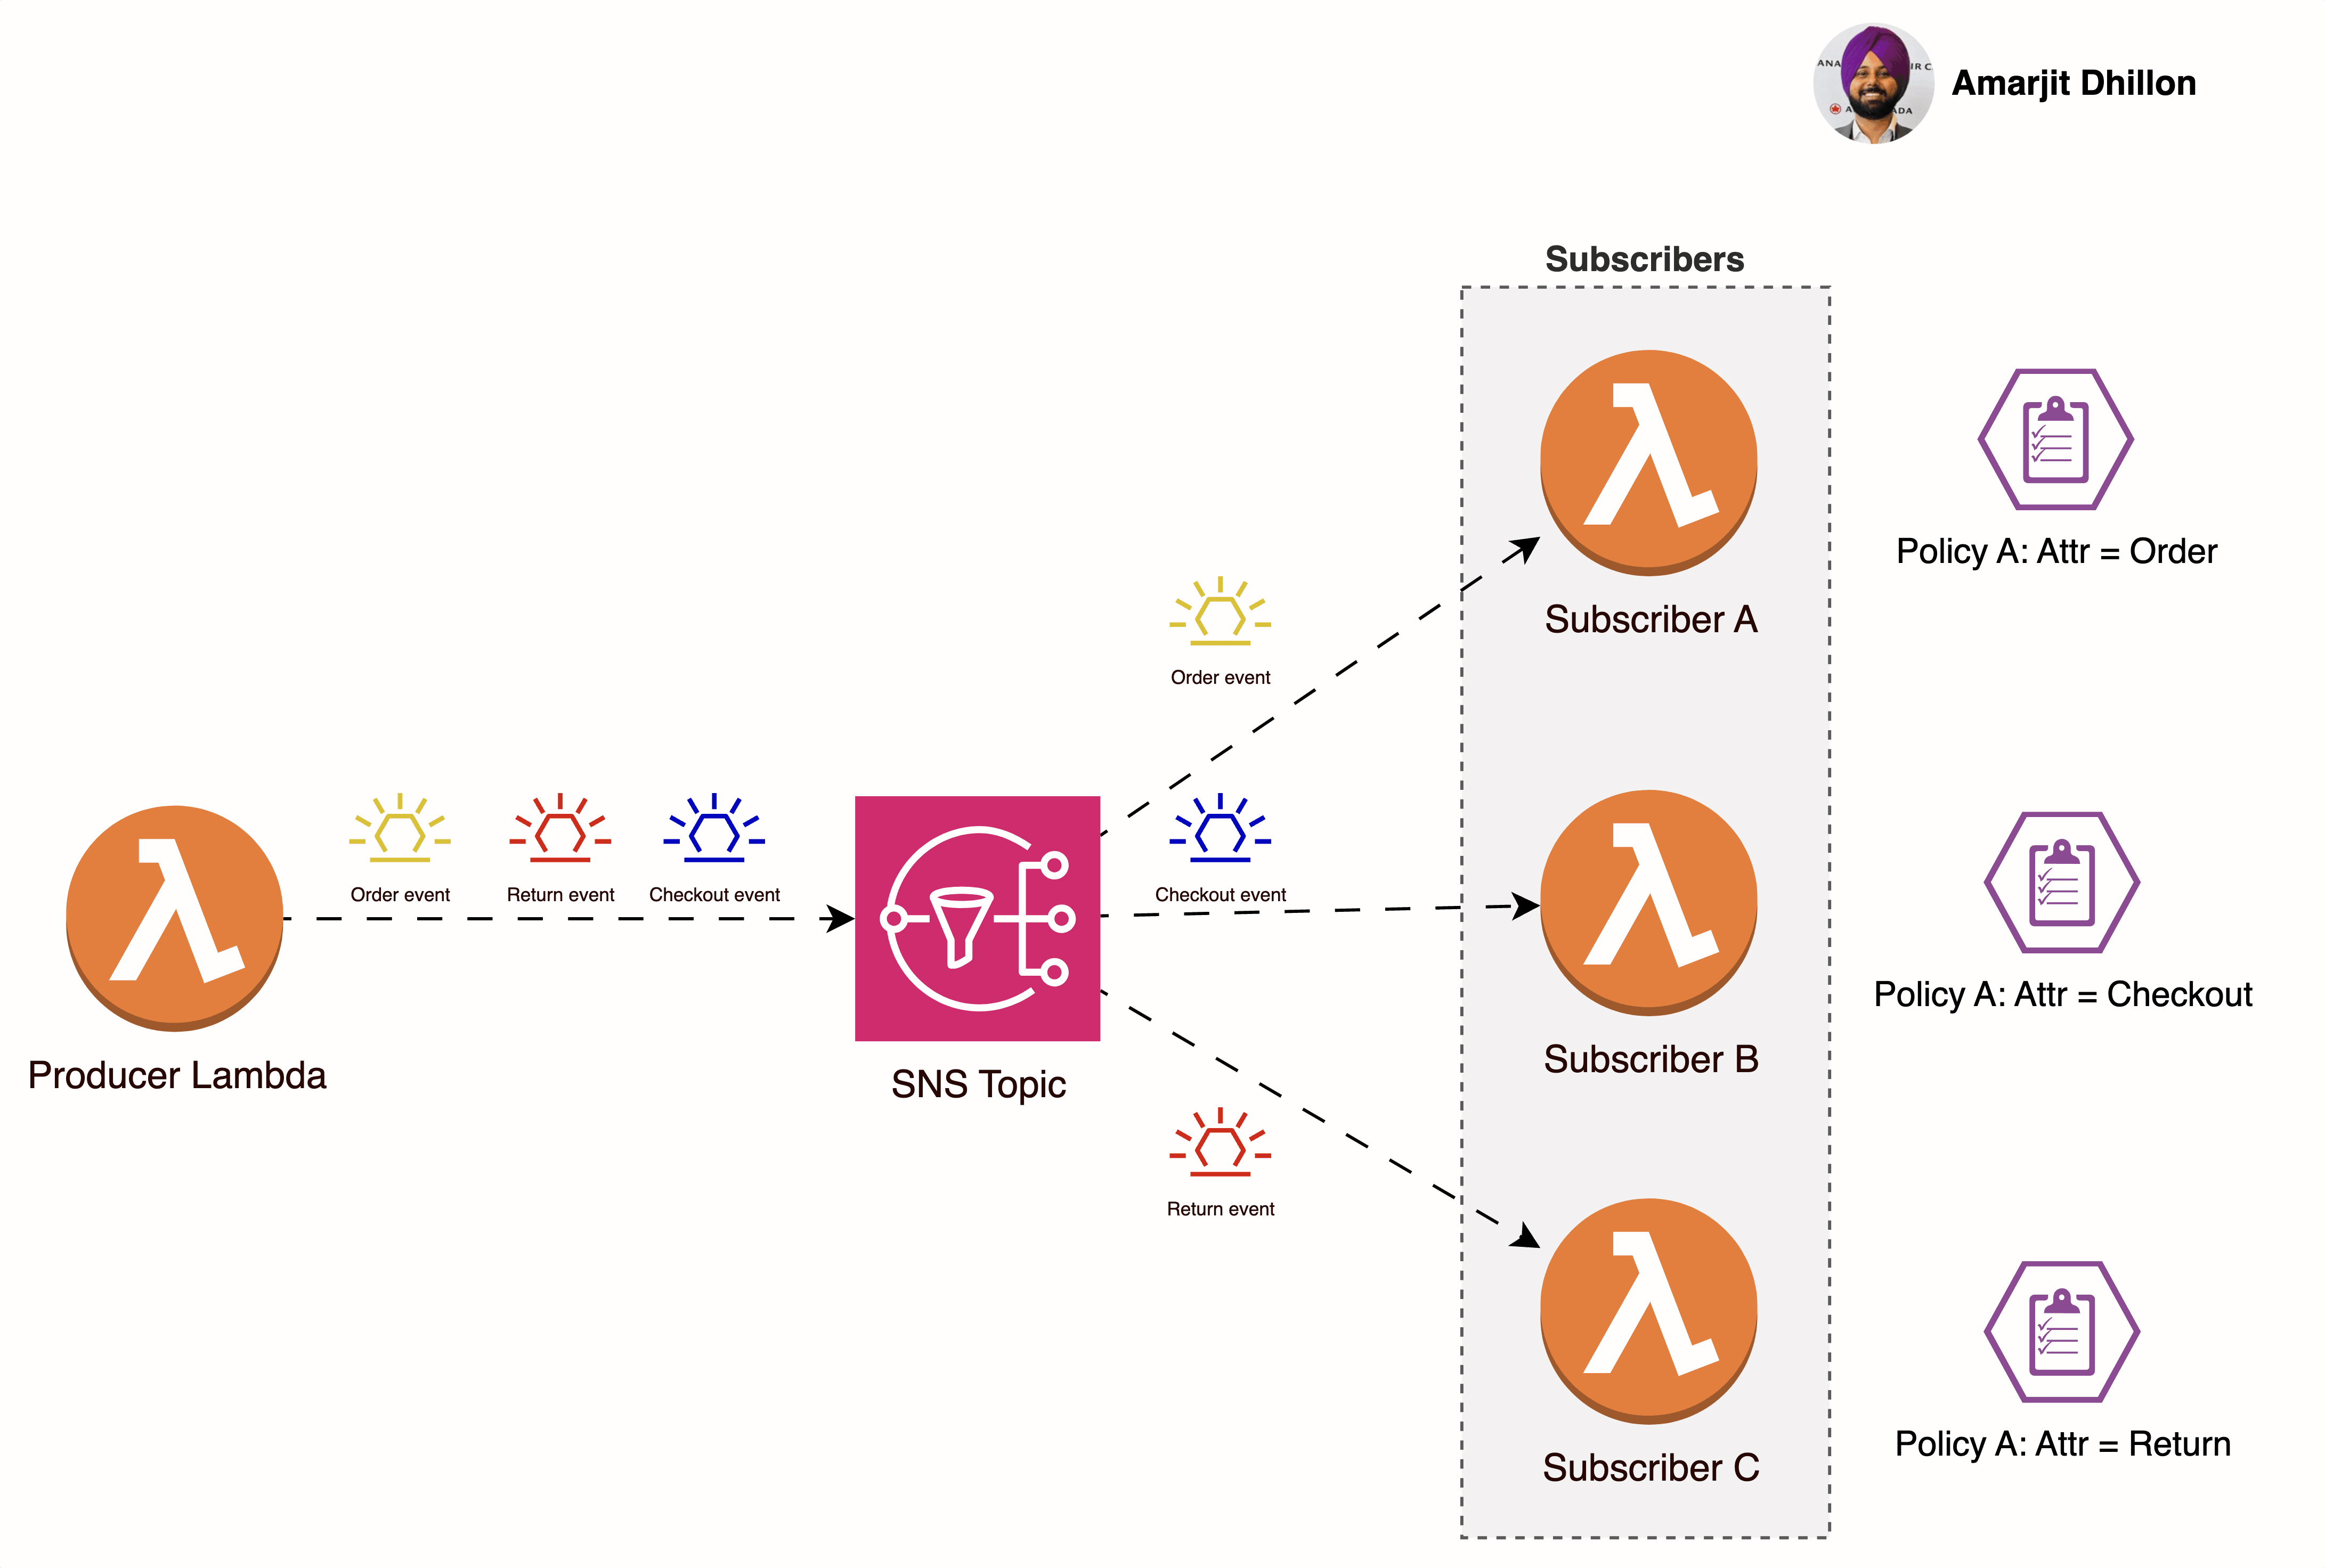 Amarjit Dhillon
Subscribers
Policy A: Attr = Order
Subscriber A
Order event
Order event
Return event
Checkout event
Checkout event
Producer Lambda
SNS Topic
Subscriber B
Policy A: Attr = Checkout
Return event
Subscriber C
Policy A: Attr = Return